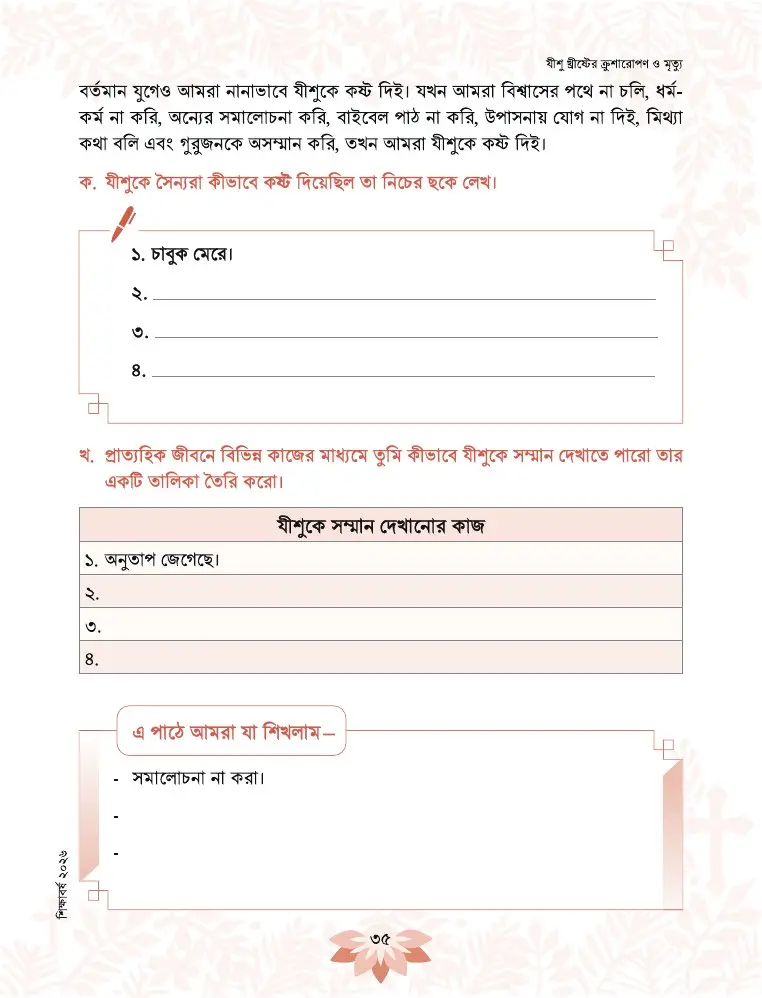 যীশু খ্রীষ্টের ক্রুশারোপণ ও মৃত্যু
বর্তমান যুগেও আমরা নানাভাবে যীশুকে কষ্ট দিই। যখন আমরা বিশ্বাসের পথে না চলি, ধর্ম-
কর্ম না করি, অন্যের সমালোচনা করি, বাইবেল পাঠ না করি, উপাসনায় যোগ না দিই, মিথ্যা
কথা বলি এবং গুরুজনকে অসম্মান করি, তখন আমরা যীশুকে কষ্ট দিই।
ক. যীশুকে সৈন্যরা কীভাবে কষ্ট দিয়েছিল তা নিচের ছকে লেখ।
১. চাবুক মেরে।
২.
৩.
৪.
খ. প্রাত্যহিক জীবনে বিভিন্ন কাজের মাধ্যমে তুমি কীভাবে যীশুকে সম্মান দেখাতে পারো তার
একটি তালিকা তৈরি করো।
যীশুকে সম্মান দেখানোর কাজ
১. অনুতাপ জেগেছে।
২.
৩.
৪.
এ পাঠে আমরা যা শিখলাম–
- সমালোচনা না করা।
-
-
শিক্ষাবর্ষ ২০২৬
৩৫